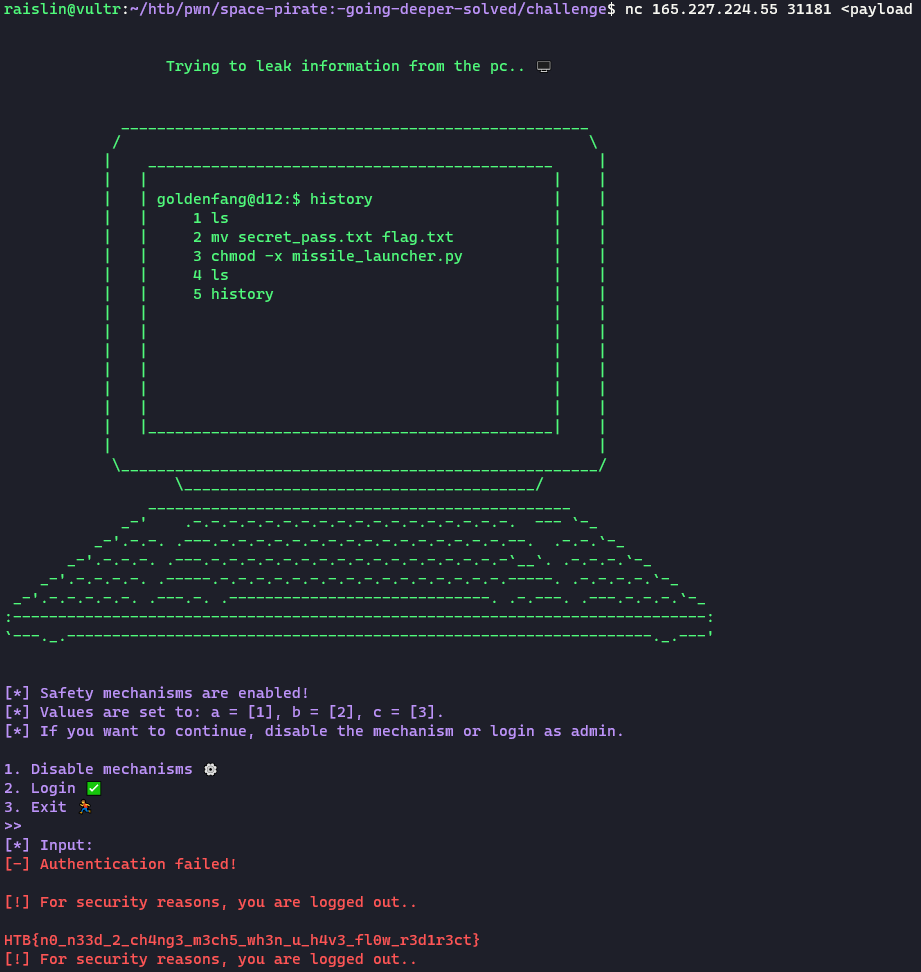 raislin@vultr:~/htb/pwn/space-pirate:-going-deeper-solved/challenge$ nc 165.227.224.55 31181 <payload
Trying to leak information from the pc..
goldenfang@d12:$ history
1 ls
2 mv secret_pass.txt flag.txt
3 chmod -x missile_launcher.py
4 ls
5 history
[*] Safety mechanisms are enabled!
[*] Values are set to: a = [1], b = [2], c = [3].
[*] If you want to continue, disable the mechanism or login as admin.
1. Disable mechanisms ⚙
2. Login ✅
3. Exit 🏃
>>
[*] Input:
[-] Authentication failed!
[!] For security reasons, you are logged out..
HTB{n0_n33d_2_ch4ng3_m3ch5_wh3n_u_h4v3_fl0w_r3d1r3ct}
[!] For security reasons, you are logged out..